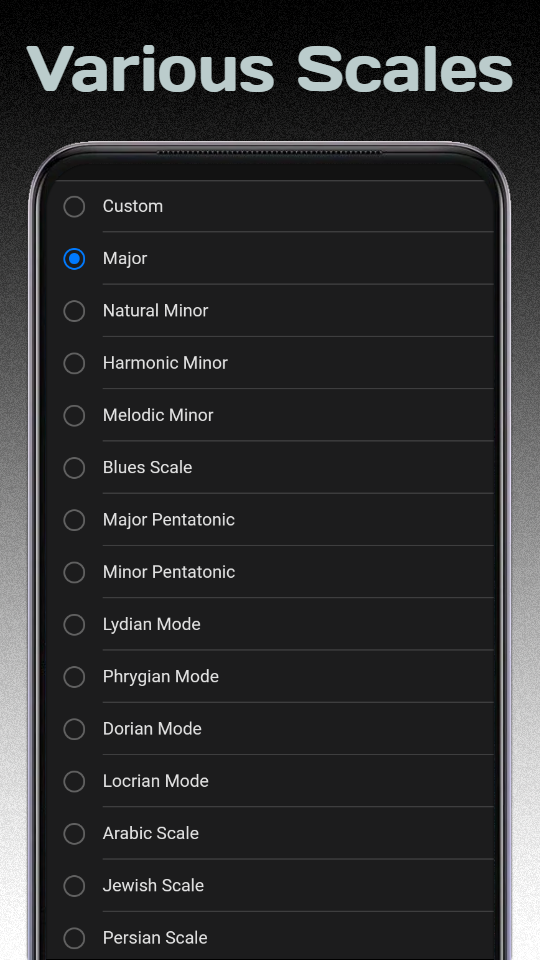 Various Scales
Custom
Major
Natural Minor
Harmonic Minor
Melodic Minor
Blues Scale
Major Pentatonic
Minor Pentatonic
Lydian Mode
Phrygian Mode
Dorian Mode
Locrian Mode
Arabic Scale
Jewish Scale
Persian Scale